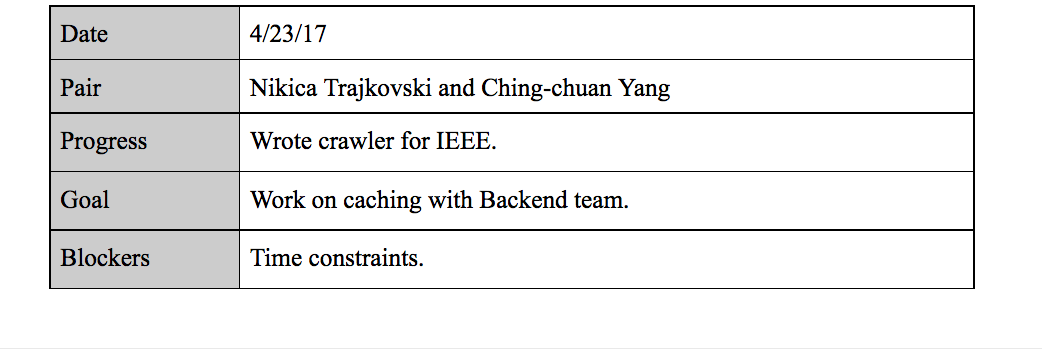 Date 4/23/17
Pair Nikica Trajkovski and Ching-chuan Yang
Progress Wrote crawler for IEEE.
Goal Work on caching with Backend team.
Blockers Time constraints.